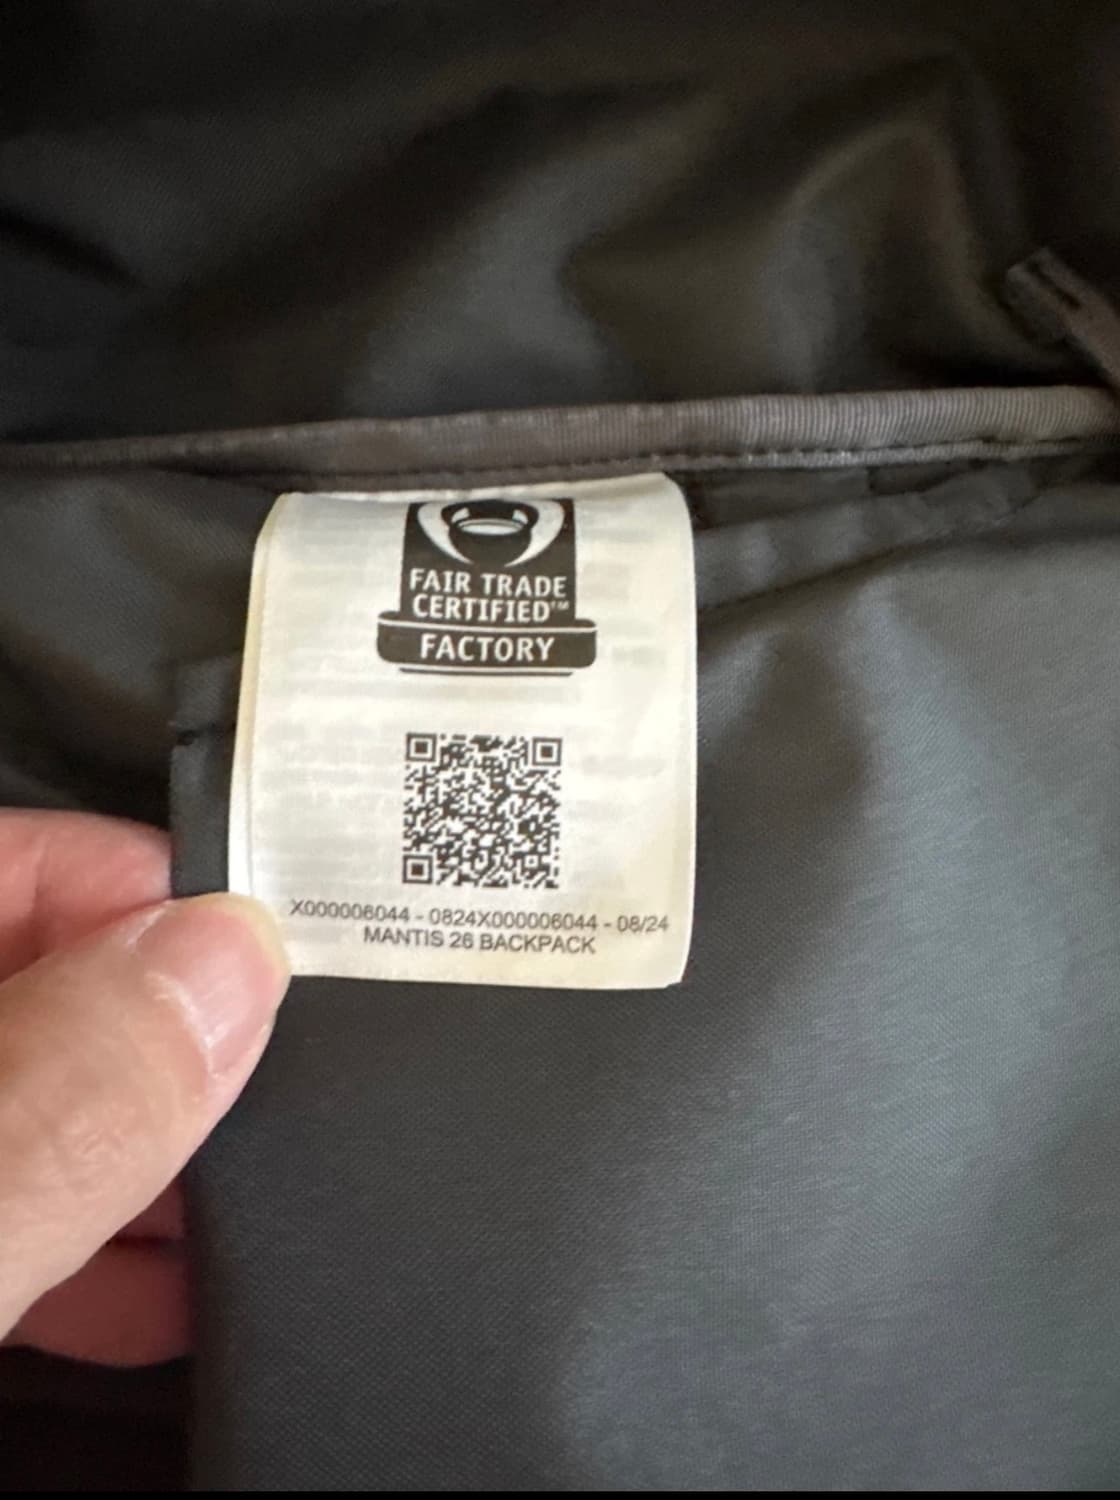 FAIR TRADE
CERTIFIED™
FACTORY
X000006044 - 0824X000006044 - 08/24
MANTIS 26 BACKPACK